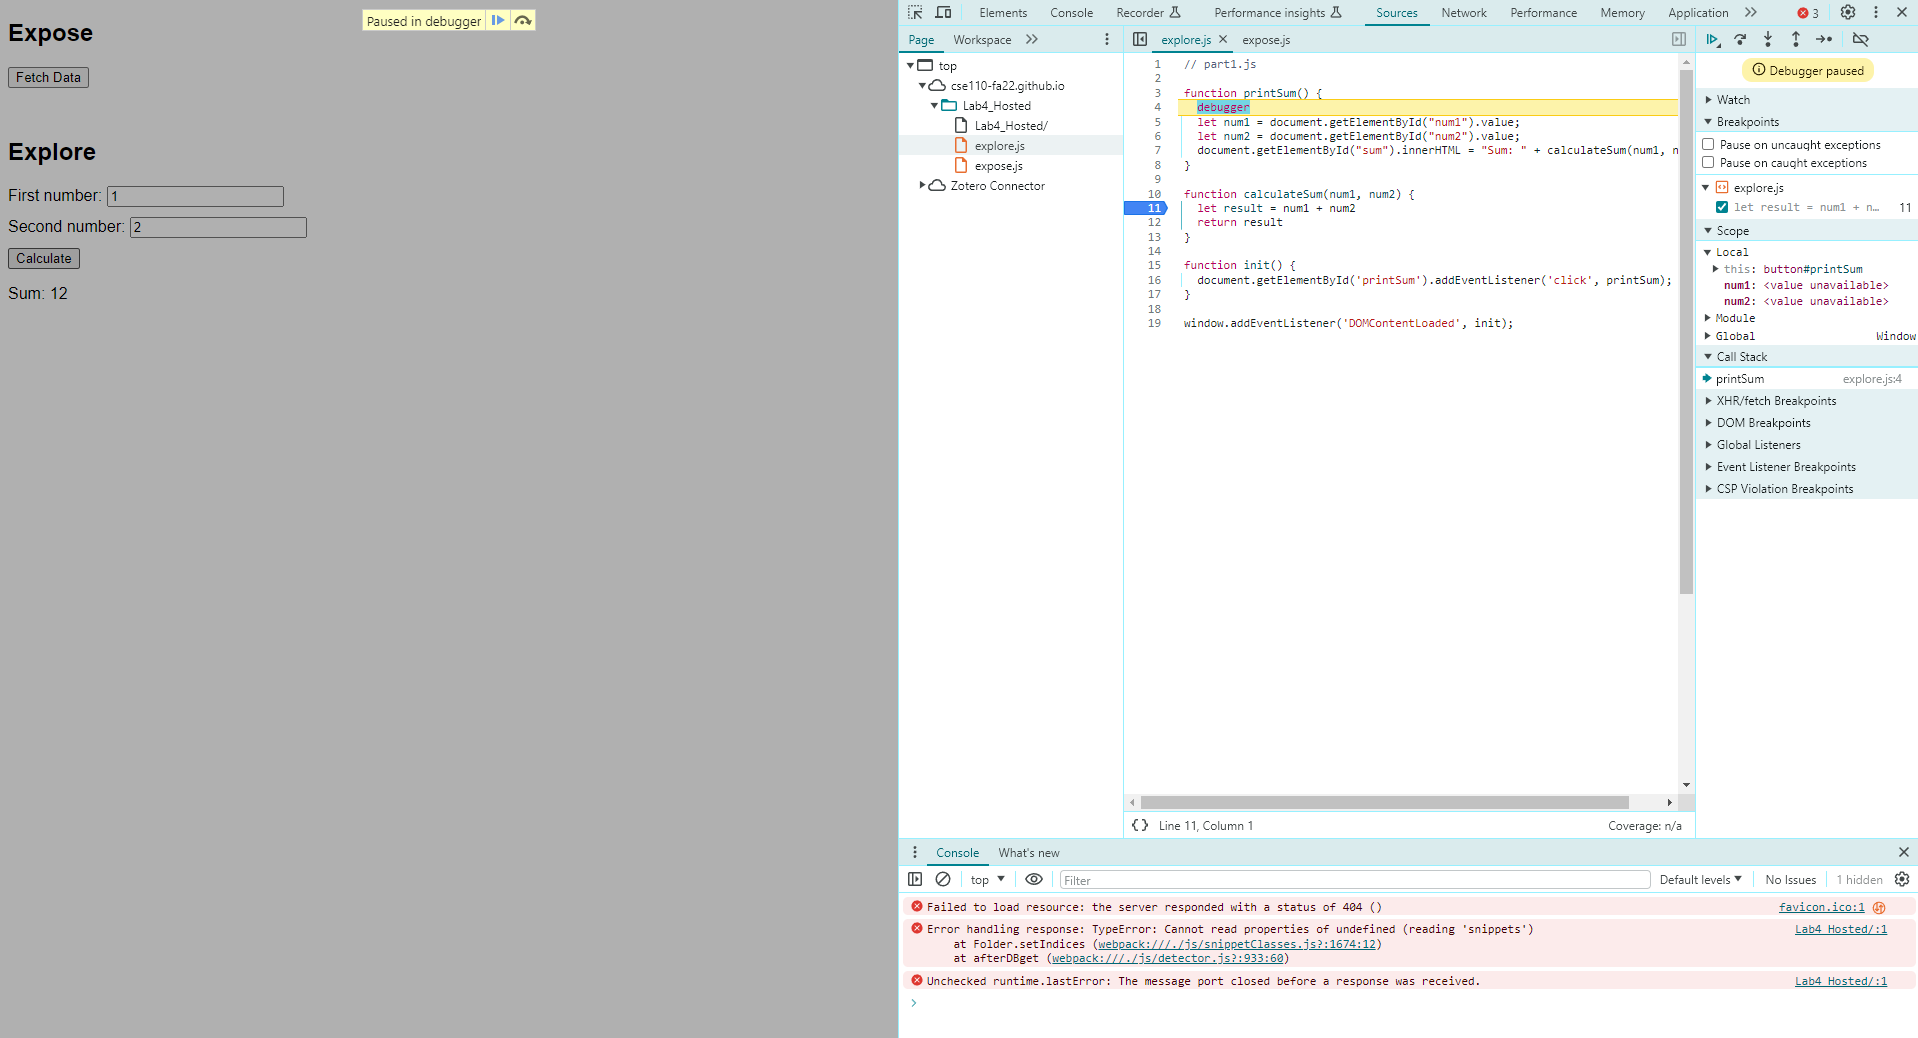 Expose
Paused in debugger
Fetch Data
Explore
First number: 1
Second number: 2
Calculate
Sum: 12
Elements Console Recorder Performance insights Sources Network Performance Memory Application 3
Page Workspace
explore.js expose.js
top
cse110-fa22.github.io
Lab4_Hosted
Lab4_Hosted/
explore.js
expose.js
Zotero Connector
1 // part1.js
2
3 function printSum() {
4 debugger
5 let num1 = document.getElementById("num1").value;
6 let num2 = document.getElementById("num2").value;
7 document.getElementById("sum").innerHTML = "Sum: " + calculateSum(num1, n
8 }
9
10 function calculateSum(num1, num2) {
11 let result = num1 + num2
12 return result
13 }
14
15 function init() {
16 document.getElementById('printSum').addEventListener('click', printSum);
17 }
18
19 window.addEventListener('DOMContentLoaded', init);
{} Line 11, Column 1 Coverage: n/a
Debugger paused
Watch
Breakpoints
Pause on uncaught exceptions
Pause on caught exceptions
explore.js
let result = num1 + n… 11
Scope
Local
this: button#printSum
num1: <value unavailable>
num2: <value unavailable>
Module
Global Window
Call Stack
printSum explore.js:4
XHR/fetch Breakpoints
DOM Breakpoints
Global Listeners
Event Listener Breakpoints
CSP Violation Breakpoints
Console What's new
top Filter Default levels No Issues 1 hidden
Failed to load resource: the server responded with a status of 404 () favicon.ico:1
Error handling response: TypeError: Cannot read properties of undefined (reading 'snippets') Lab4_Hosted/:1
at Folder.setIndices (webpack:///./js/snippetClasses.js?:1674:12)
at afterDBget (webpack:///./js/detector.js?:933:60)
Unchecked runtime.lastError: The message port closed before a response was received. Lab4_Hosted/:1